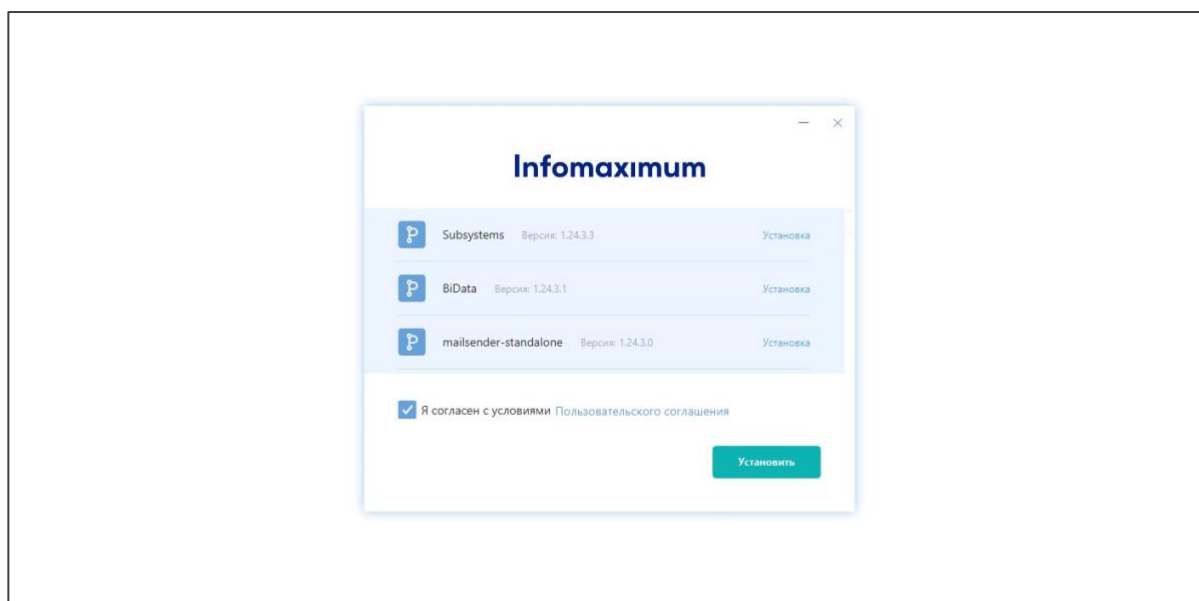 Infomaxımum
Subsystems Версия: 1.24.3.3 Установка
BiData Версия: 1.24.3.1 Установка
mailsender-standalone Версия: 1.24.3.0 Установка
Я согласен с условиями Пользовательского соглашения
Установить